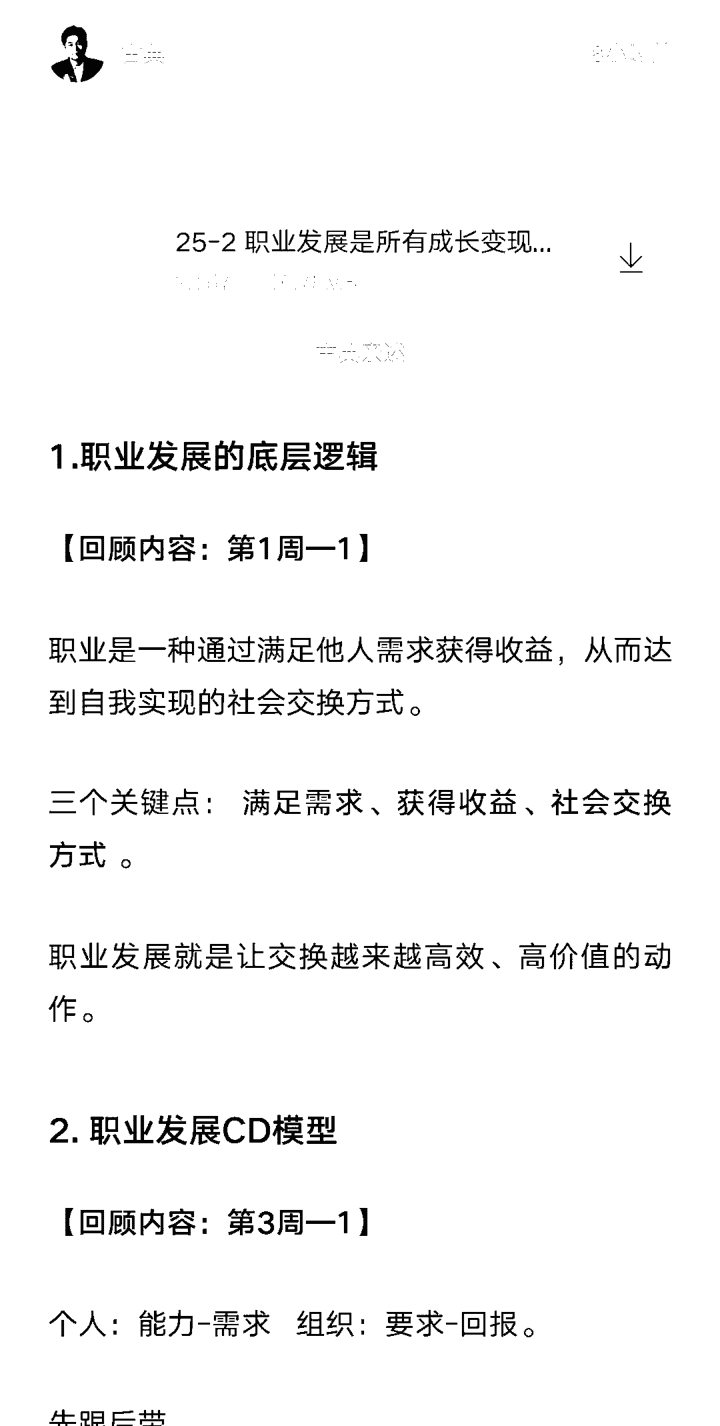 25-2 职业发展是所有成长变现...
1.职业发展的底层逻辑
【回顾内容：第1周—1】
职业是一种通过满足他人需求获得收益，从而达
到自我实现的社会交换方式。
三个关键点： 满足需求、获得收益、社会交换
方式 。
职业发展就是让交换越来越高效、高价值的动
作。
2. 职业发展CD模型
【回顾内容：第3周—1】
个人：能力-需求 组织：要求-回报。